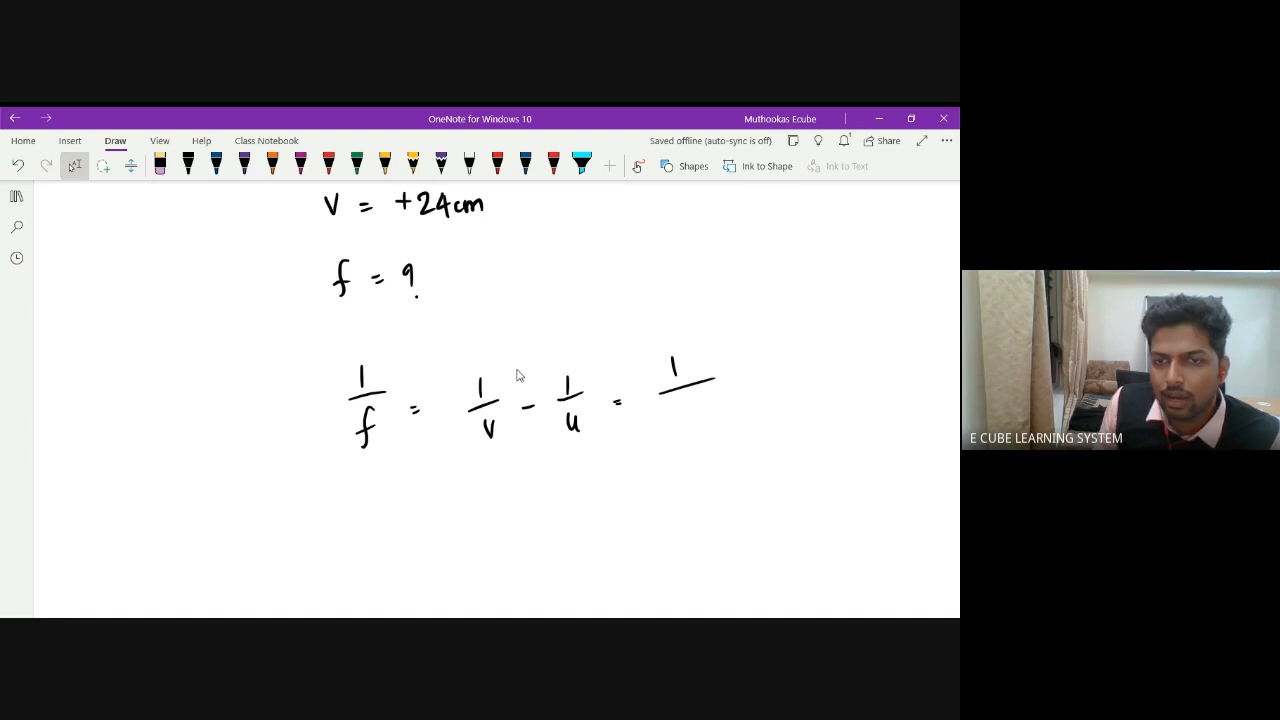 OneNote for Windows 10
Muthookas Ecube
Home Insert Draw View Help Class Notebook
Saved offline (auto-sync is off)
Share
Shapes Ink to Shape Ink to Text
v = +24cm
f = ?
1/f = 1/v - 1/u = 1/
E CUBE LEARNING SYSTEM